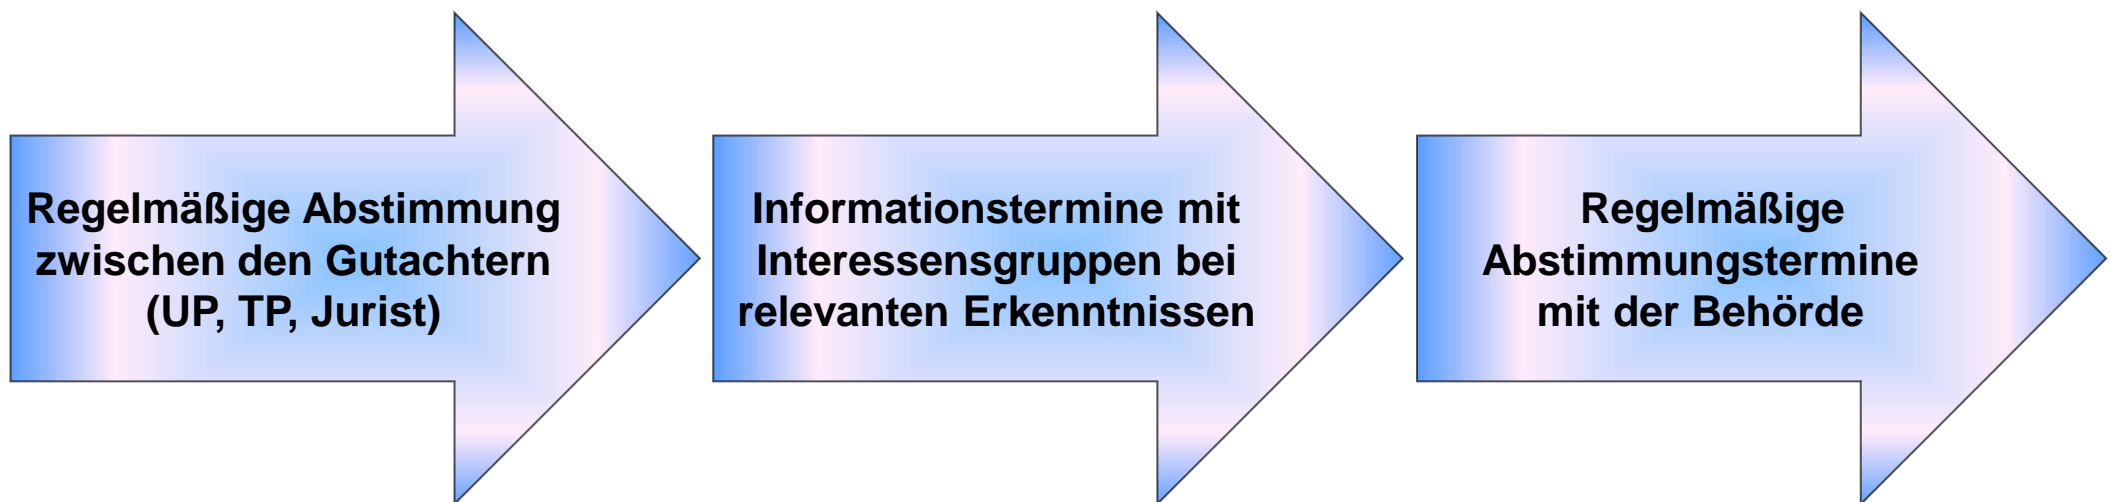 Regelmäßige Abstimmung
zwischen den Gutachtern
(UP, TP, Jurist)
Informationstermine mit
Interessensgruppen bei
relevanten Erkenntnissen
Regelmäßige
Abstimmungstermine
mit der Behörde